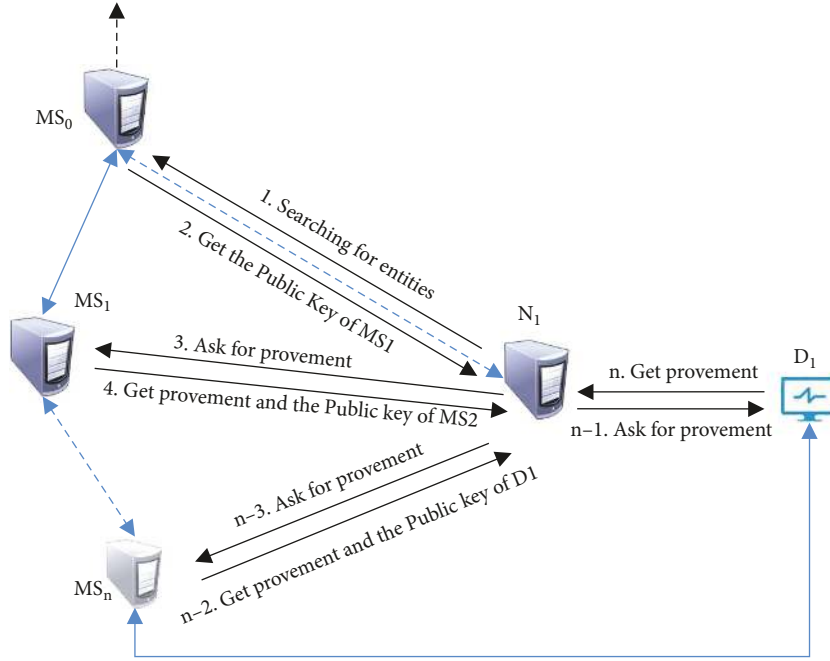 MS0
1. Searching for entities
2. Get the Public Key of MS1
MS1
N1
3. Ask for provement
D1
n. Get provement
4. Get provement and the Public key of MS2
n–1. Ask for provement
n–3. Ask for provement
n–2. Get provement and the Public key of D1
MSn